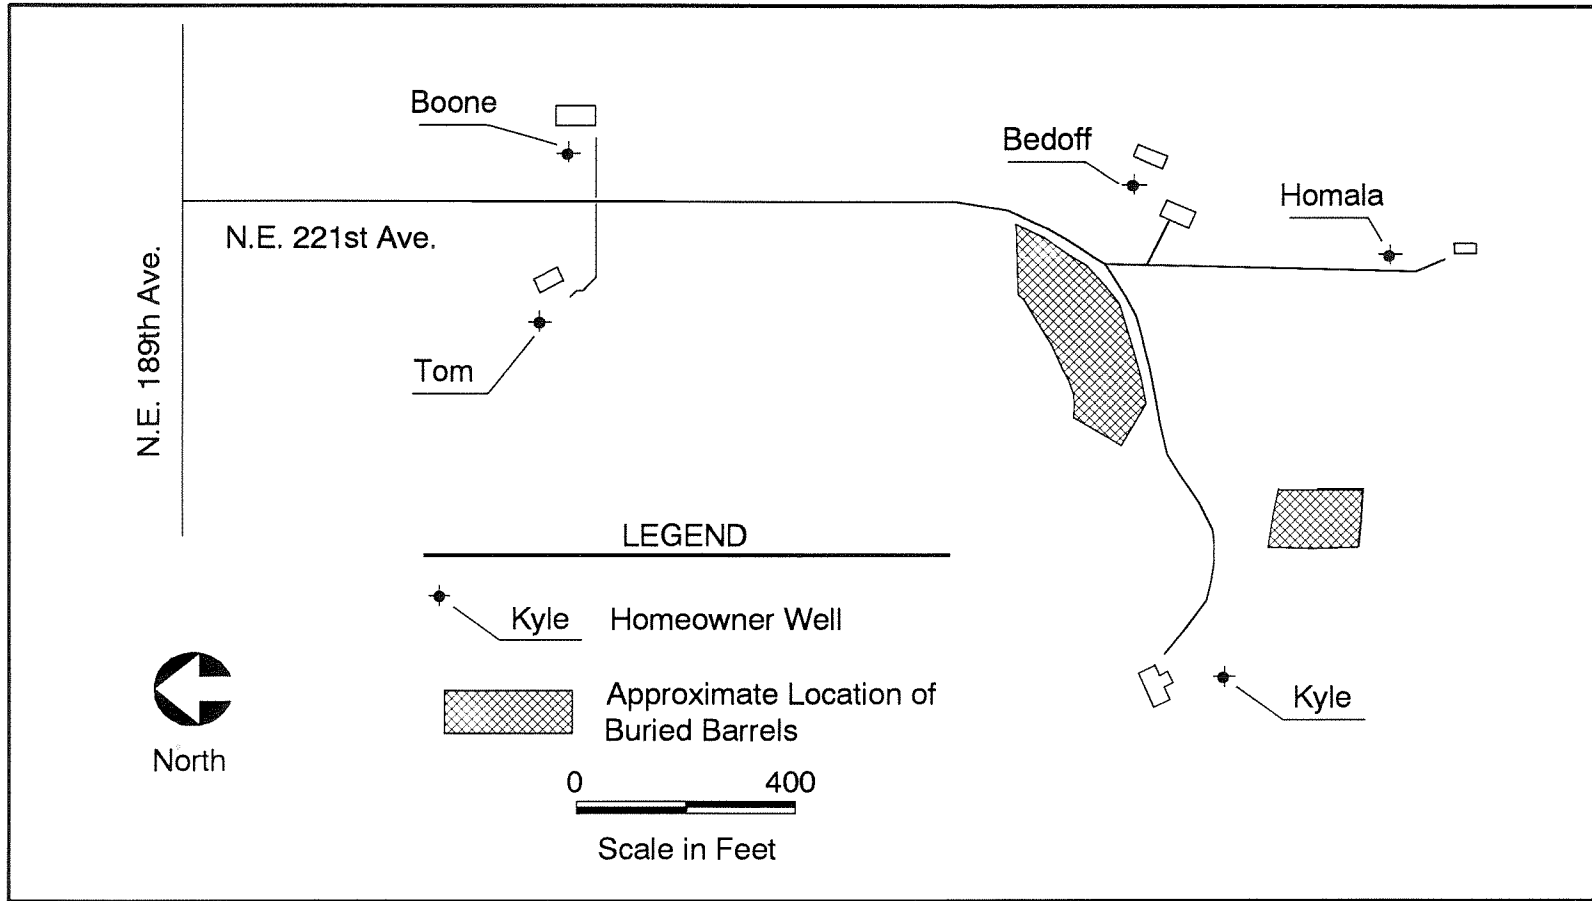 Boone
Bedoff
Homala
N.E. 221st Ave.
N.E. 189th Ave.
Tom
LEGEND
Kyle Homeowner Well
Approximate Location of
Buried Barrels
Kyle
North
0 400
Scale in Feet